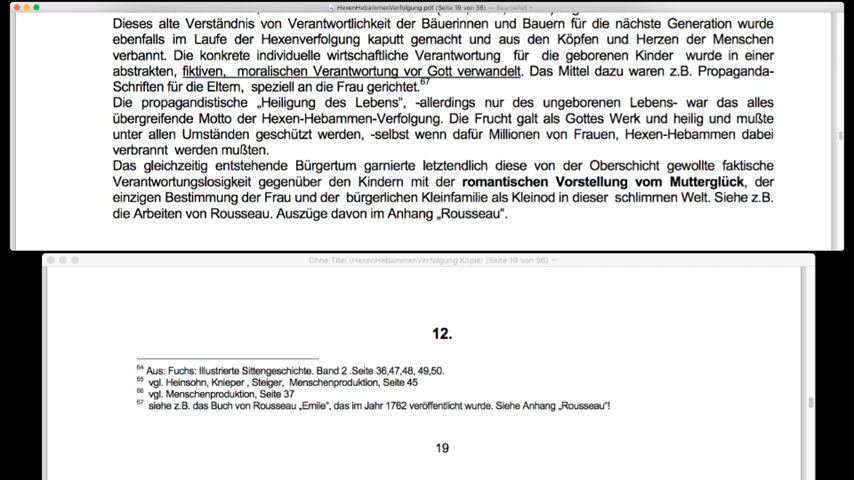 HexenHebammenVerfolgung.pdf (Seite 19 von 36) — Bearbeitet
Dieses alte Verständnis von Verantwortlichkeit der Bäuerinnen und Bauern für die nächste Generation wurde
ebenfalls im Laufe der Hexenverfolgung kaputt gemacht und aus den Köpfen und Herzen der Menschen
verbannt. Die konkrete individuelle wirtschaftliche Verantwortung für die geborenen Kinder wurde in einer
abstrakten, fiktiven, moralischen Verantwortung vor Gott verwandelt. Das Mittel dazu waren z.B. Propaganda-
Schriften für die Eltern, speziell an die Frau gerichtet.67
Die propagandistische „Heiligung des Lebens“, -allerdings nur des ungeborenen Lebens- war das alles
übergreifende Motto der Hexen-Hebammen-Verfolgung. Die Frucht galt als Gottes Werk und heilig und mußte
unter allen Umständen geschützt werden, -selbst wenn dafür Millionen von Frauen, Hexen-Hebammen dabei
verbrannt werden mußten.
Das gleichzeitig entstehende Bürgertum garnierte letztendlich diese von der Oberschicht gewollte faktische
Verantwortungslosigkeit gegenüber den Kindern mit der romantischen Vorstellung vom Mutterglück, der
einzigen Bestimmung der Frau und der bürgerlichen Kleinfamilie als Kleinod in dieser schlimmen Welt. Siehe z.B.
die Arbeiten von Rousseau. Auszüge davon im Anhang „Rousseau“.
Ohne Titel (HexenHebammenVerfolgung Kopie) (Seite 19 von 36)
12.
64 Aus: Fuchs: Illustrierte Sittengeschichte. Band 2 .Seite 36,47,48, 49,50.
65 vgl. Heinsohn, Knieper , Steiger, Menschenproduktion, Seite 45
66 vgl. Menschenproduktion, Seite 37
67 siehe z.B. das Buch von Rousseau „Emile“, das im Jahr 1762 veröffentlicht wurde. Siehe Anhang „Rousseau“!
19